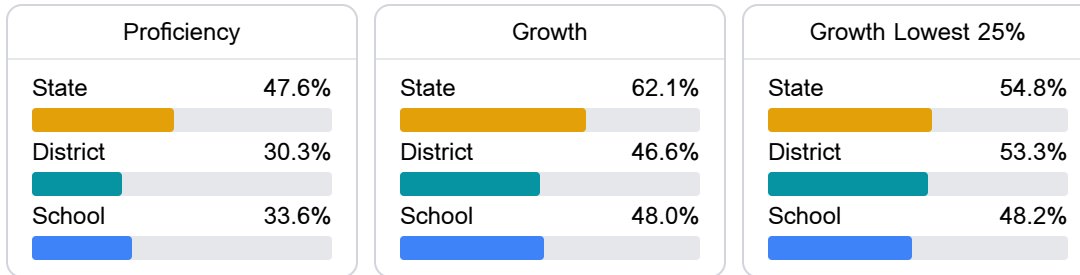 Proficiency
State 47.6%
District 30.3%
School 33.6%
Growth
State 62.1%
District 46.6%
School 48.0%
Growth Lowest 25%
State 54.8%
District 53.3%
School 48.2%